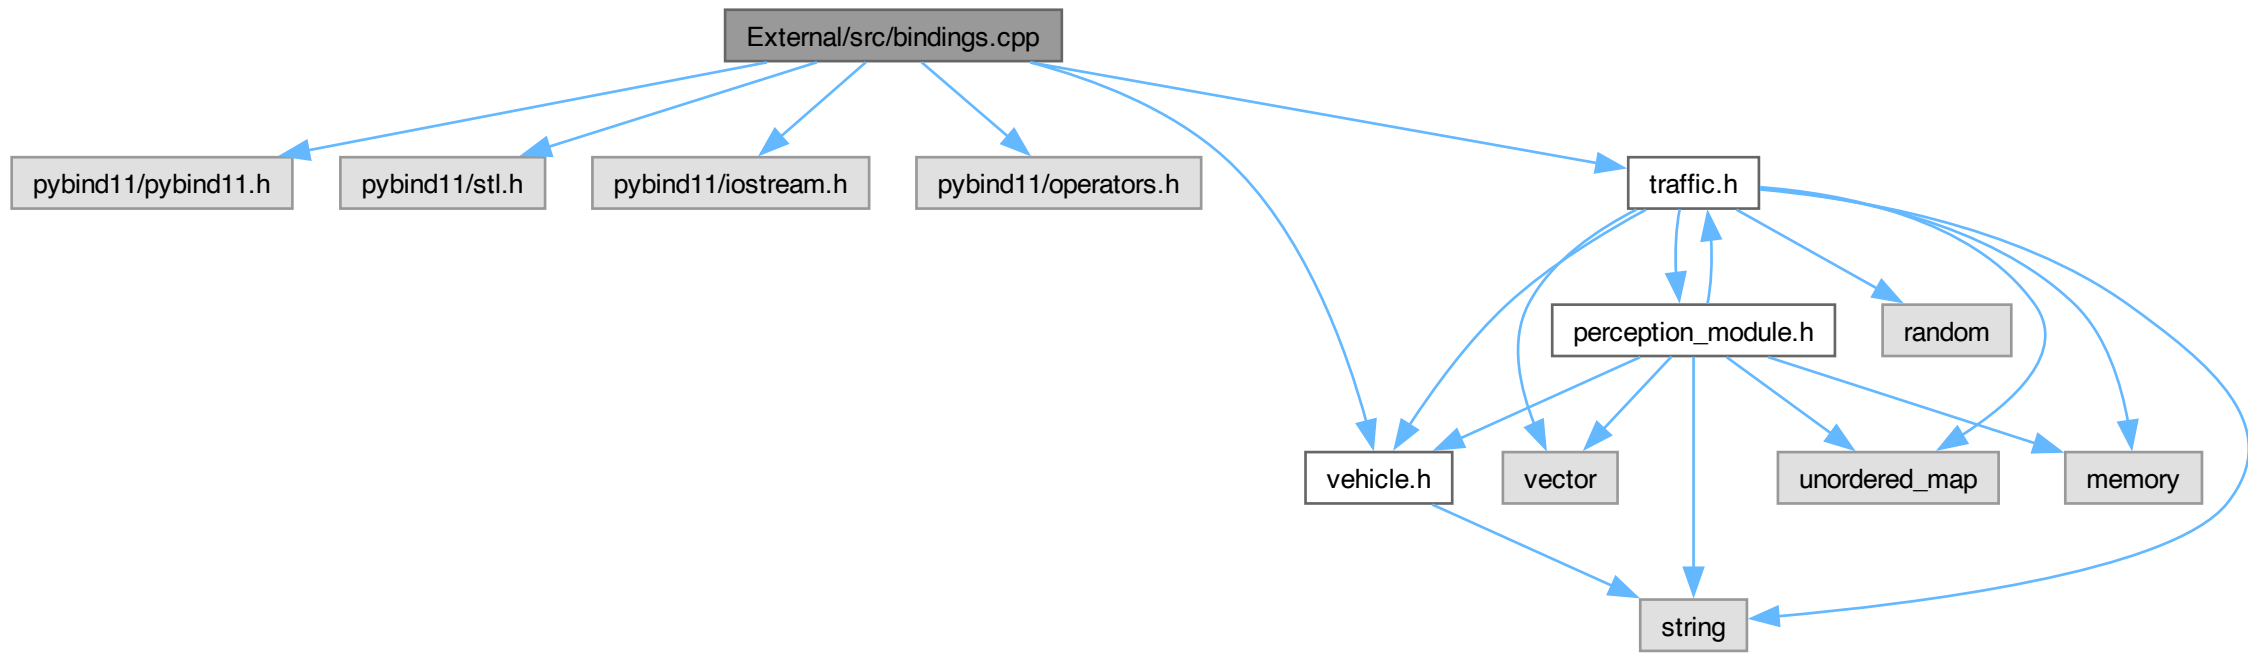 External/src/bindings.cpp
pybind11/pybind11.h
pybind11/stl.h
pybind11/iostream.h
pybind11/operators.h
traffic.h
perception_module.h
random
vehicle.h
vector
unordered_map
memory
string